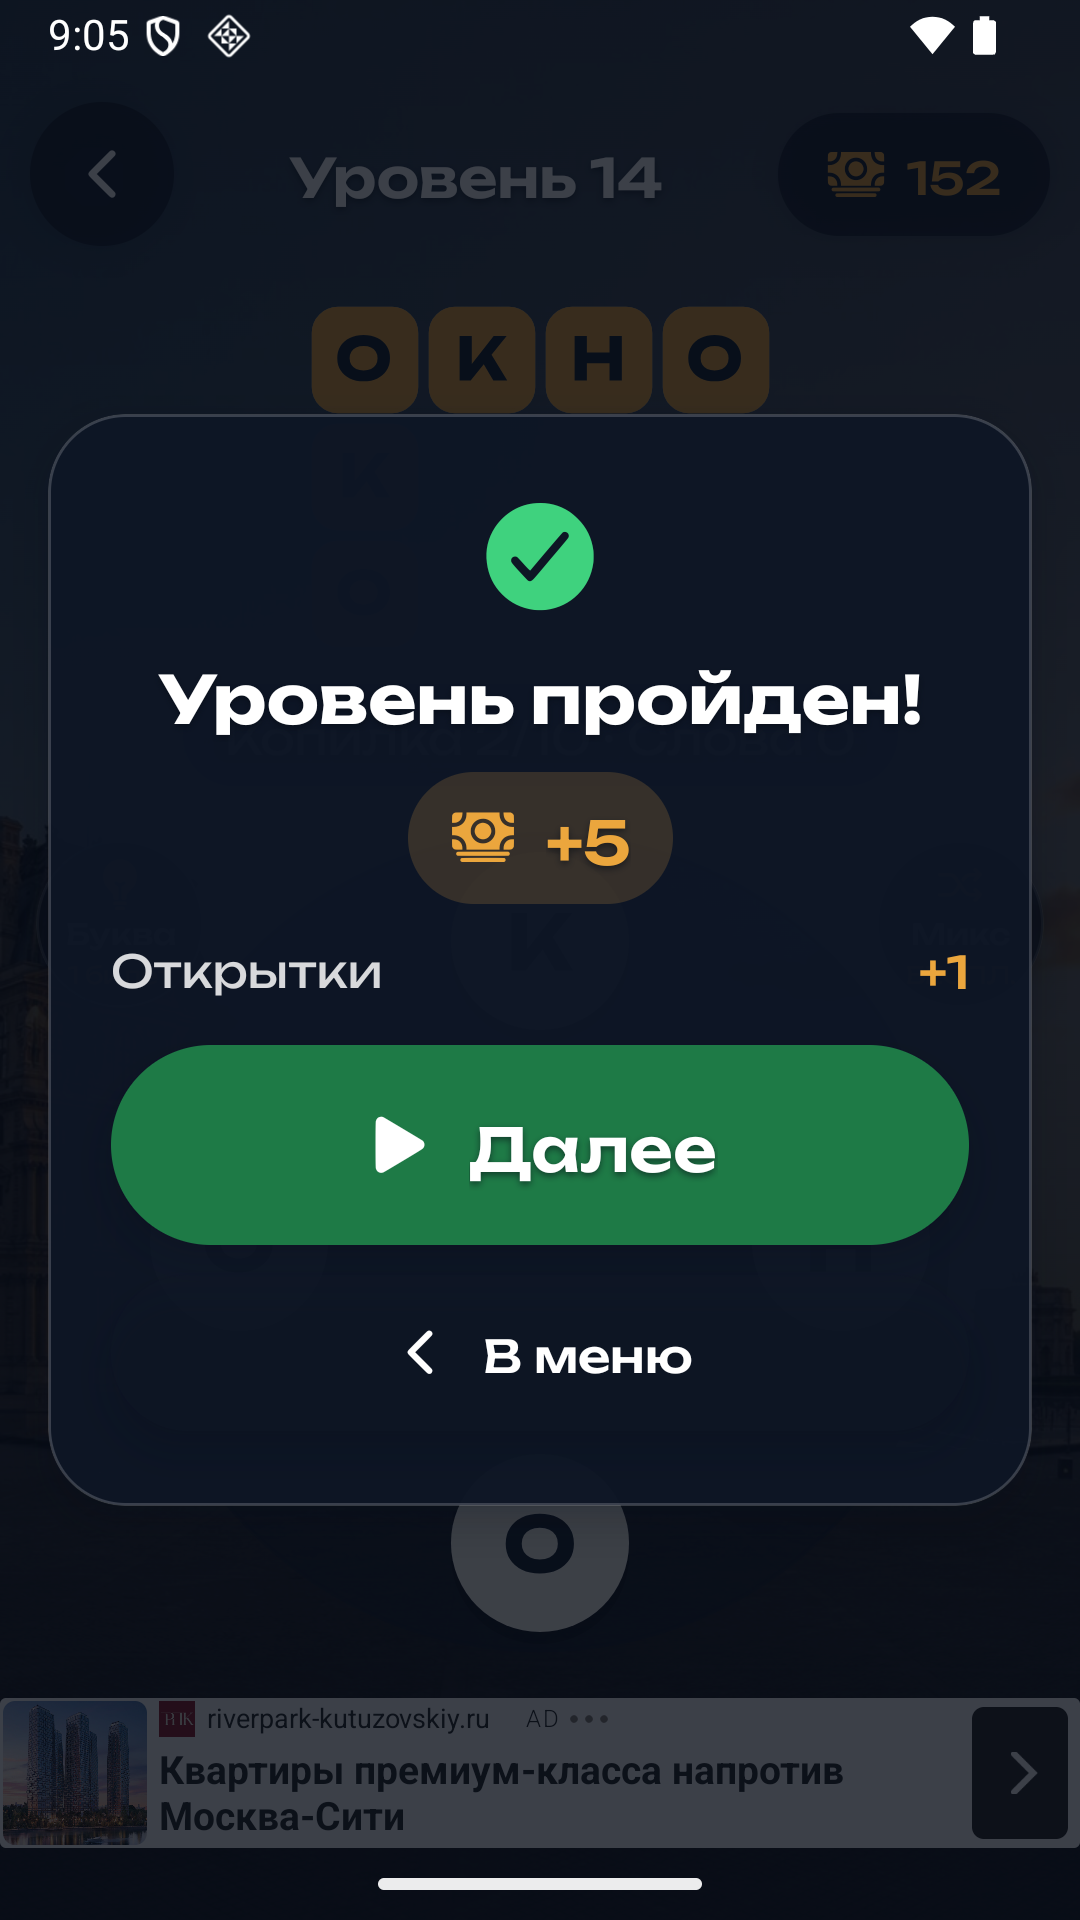 9:05
Уровень 14
152
О К Н О
К
О
Уровень пройден!
+5
Открытки
+1
Далее
В меню
О
riverpark-kutuzovskiy.ru AD
Квартиры премиум-класса напротив
Москва-Сити